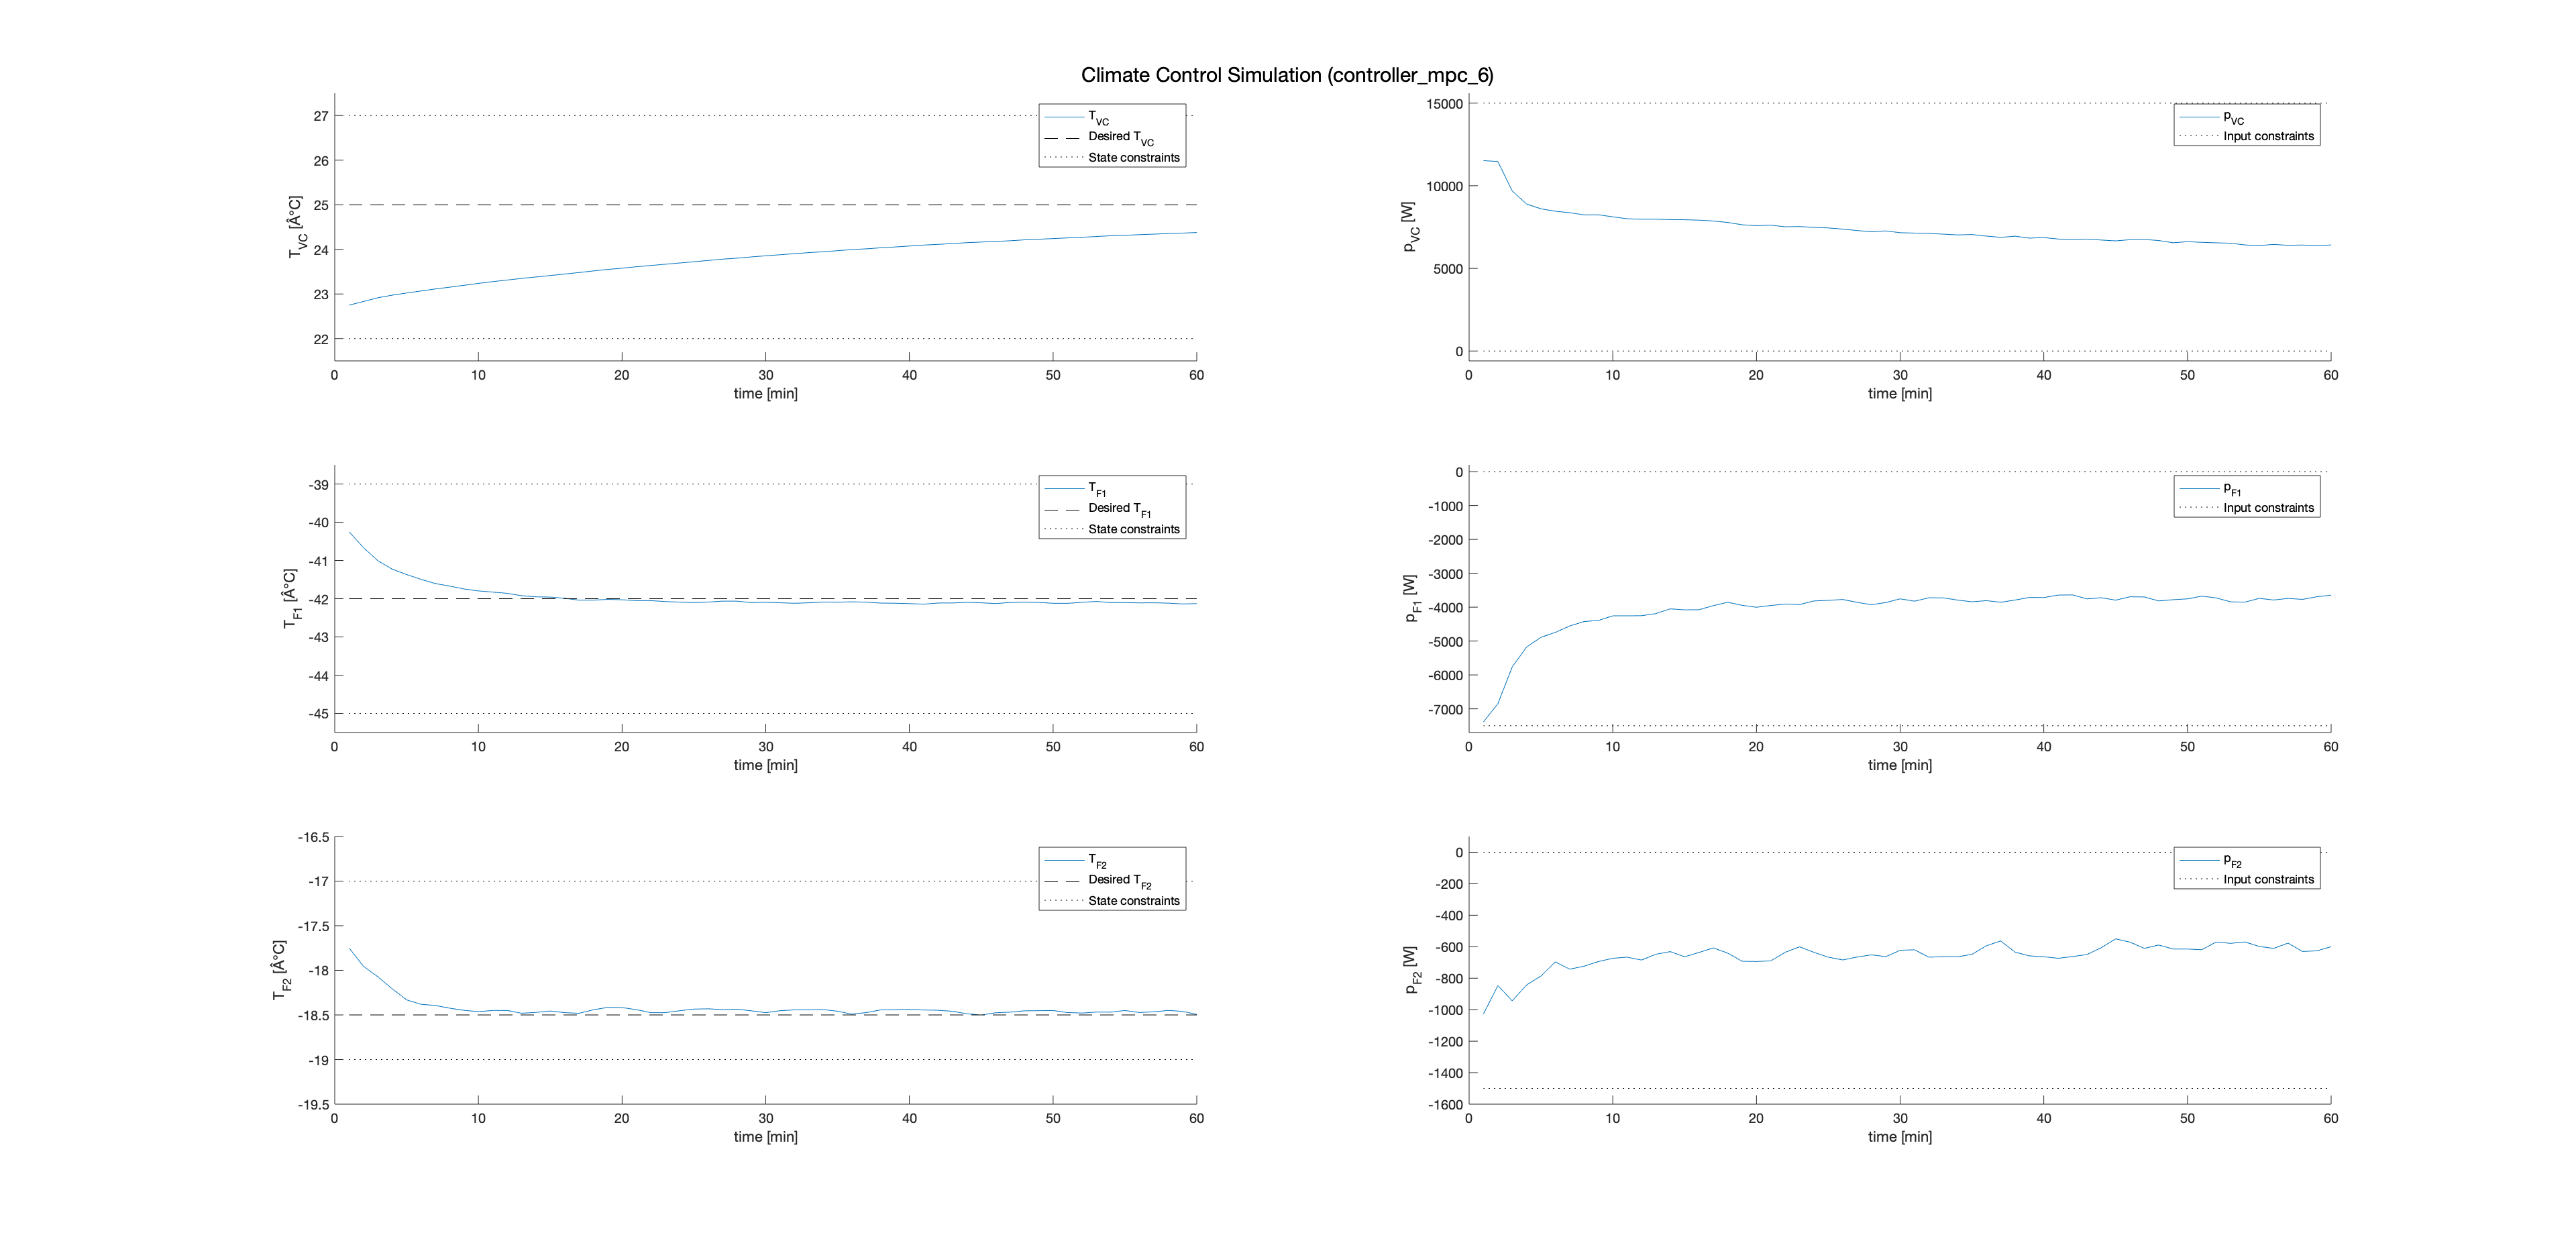 Climate Control Simulation (controller_mpc_6)
27
26
25
24
23
22
T_VC [Â°C]
0 10 20 30 40 50 60
time [min]
T_VC
Desired T_VC
State constraints
15000
10000
5000
0
p_VC [W]
0 10 20 30 40 50 60
time [min]
p_VC
Input constraints
-39
-40
-41
-42
-43
-44
-45
T_F1 [Â°C]
0 10 20 30 40 50 60
time [min]
T_F1
Desired T_F1
State constraints
0
-1000
-2000
-3000
-4000
-5000
-6000
-7000
p_F1 [W]
0 10 20 30 40 50 60
time [min]
p_F1
Input constraints
-16.5
-17
-17.5
-18
-18.5
-19
-19.5
T_F2 [Â°C]
0 10 20 30 40 50 60
time [min]
T_F2
Desired T_F2
State constraints
0
-200
-400
-600
-800
-1000
-1200
-1400
-1600
p_F2 [W]
0 10 20 30 40 50 60
time [min]
p_F2
Input constraints